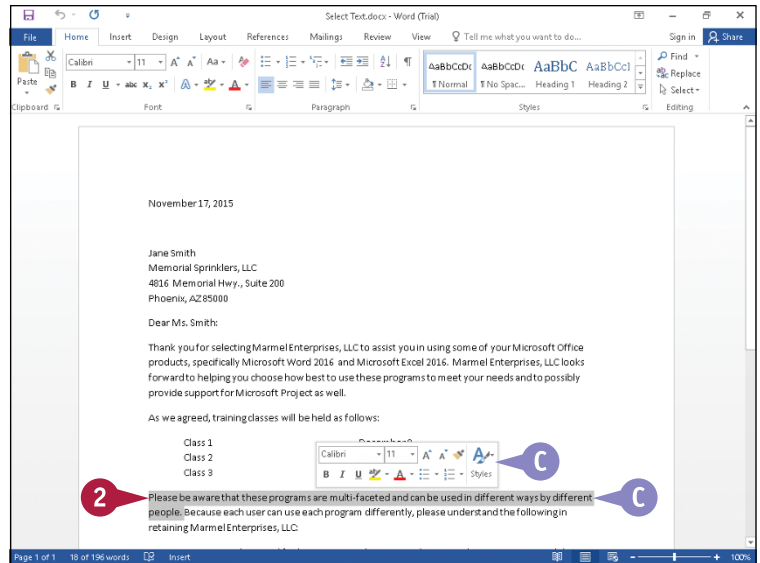 Select Text.docx - Word (Trial)
File Home Insert Design Layout References Mailings Review View Tell me what you want to do... Sign in Share
Paste
Calibri 11 A A Aa
B I U abc x₂ x² A A
AaBbCcDc AaBbCcDc AaBbC AaBbCcI
¶ Normal ¶ No Spac... Heading 1 Heading 2
Find
Replace
Select
Clipboard Font Paragraph Styles Editing
November 17, 2015
Jane Smith
Memorial Sprinklers, LLC
4816 Memorial Hwy., Suite 200
Phoenix, AZ 85000
Dear Ms. Smith:
Thank you for selecting Marmel Enterprises, LLC to assist you in using some of your Microsoft Office
products, specifically Microsoft Word 2016 and Microsoft Excel 2016. Marmel Enterprises, LLC looks
forward to helping you choose how best to use these programs to meet your needs and to possibly
provide support for Microsoft Project as well.
As we agreed, training classes will be held as follows:
Class 1
Class 2
Class 3
Calibri 11 A A
B I U A Styles
C
2
Please be aware that these programs are multi-faceted and can be used in different ways by different
C
people. Because each user can use each program differently, please understand the following in
retaining Marmel Enterprises, LLC:
Page 1 of 1 18 of 196 words Insert 100%